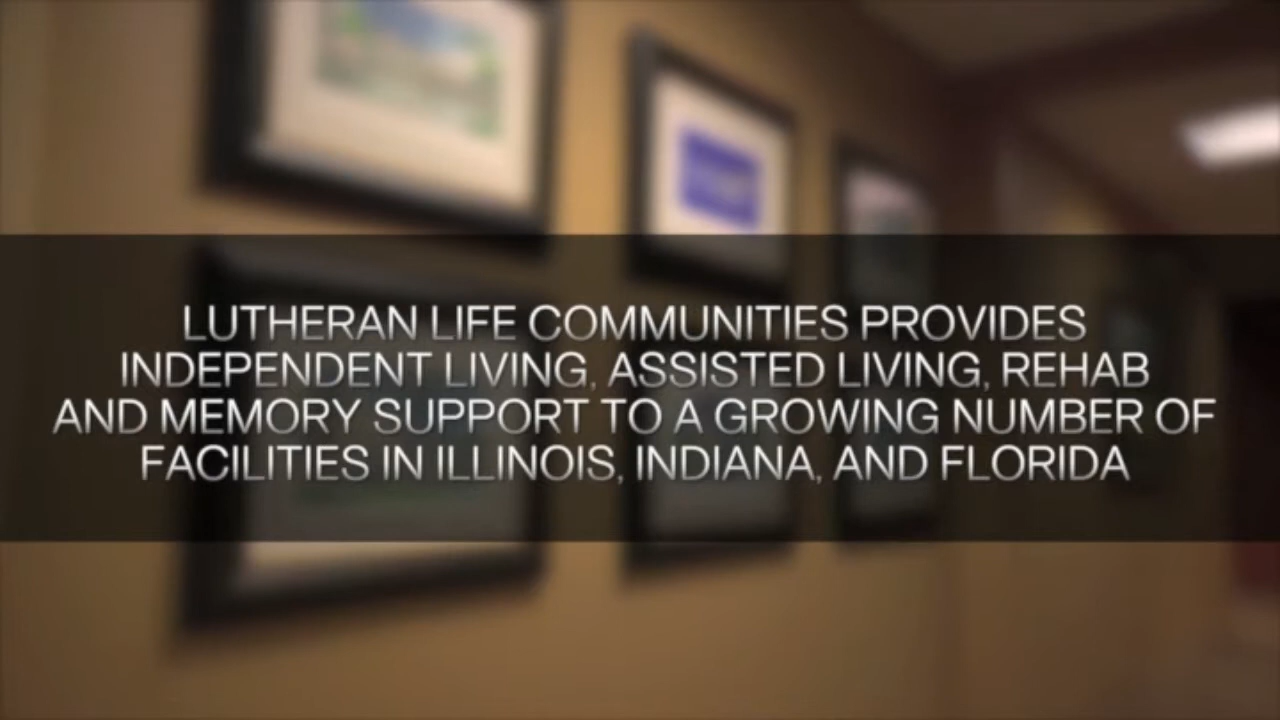 LUTHERAN LIFE COMMUNITIES PROVIDES
INDEPENDENT LIVING, ASSISTED LIVING, REHAB
AND MEMORY SUPPORT TO A GROWING NUMBER OF
FACILITIES IN ILLINOIS, INDIANA, AND FLORIDA